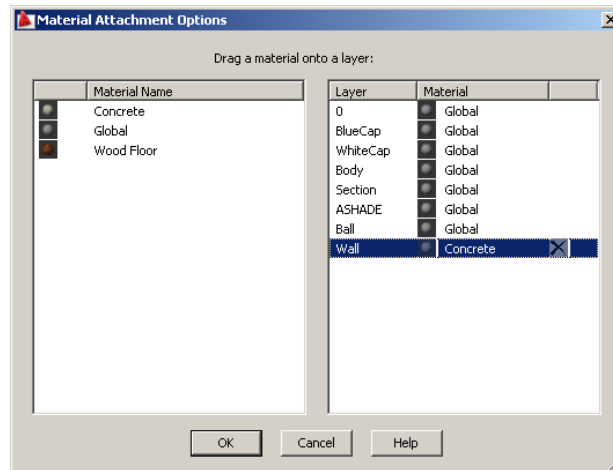 Material Attachment Options
Drag a material onto a layer:
Material Name
Concrete
Global
Wood Floor
Layer Material
0 Global
BlueCap Global
WhiteCap Global
Body Global
Section Global
ASHADE Global
Ball Global
Wall Concrete
OK Cancel Help